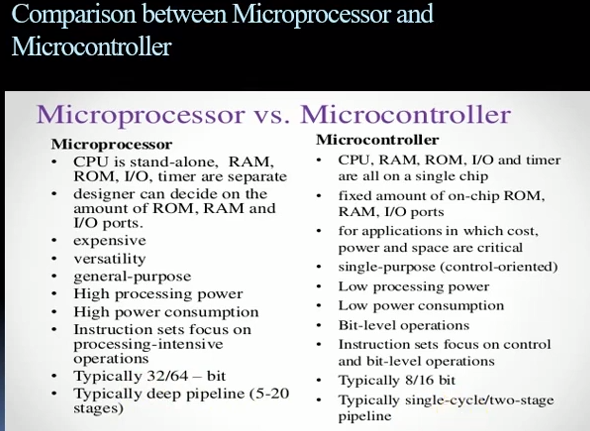 Comparison between Microprocessor and
Microcontroller
Microprocessor vs. Microcontroller
Microprocessor
• CPU is stand-alone, RAM,
ROM, I/O, timer are separate
• designer can decide on the
amount of ROM, RAM and
I/O ports.
• expensive
• versatility
• general-purpose
• High processing power
• High power consumption
• Instruction sets focus on
processing-intensive
operations
• Typically 32/64 – bit
• Typically deep pipeline (5-20
stages)
Microcontroller
• CPU, RAM, ROM, I/O and timer
are all on a single chip
• fixed amount of on-chip ROM,
RAM, I/O ports
• for applications in which cost,
power and space are critical
• single-purpose (control-oriented)
• Low processing power
• Low power consumption
• Bit-level operations
• Instruction sets focus on control
and bit-level operations
• Typically 8/16 bit
• Typically single-cycle/two-stage
pipeline